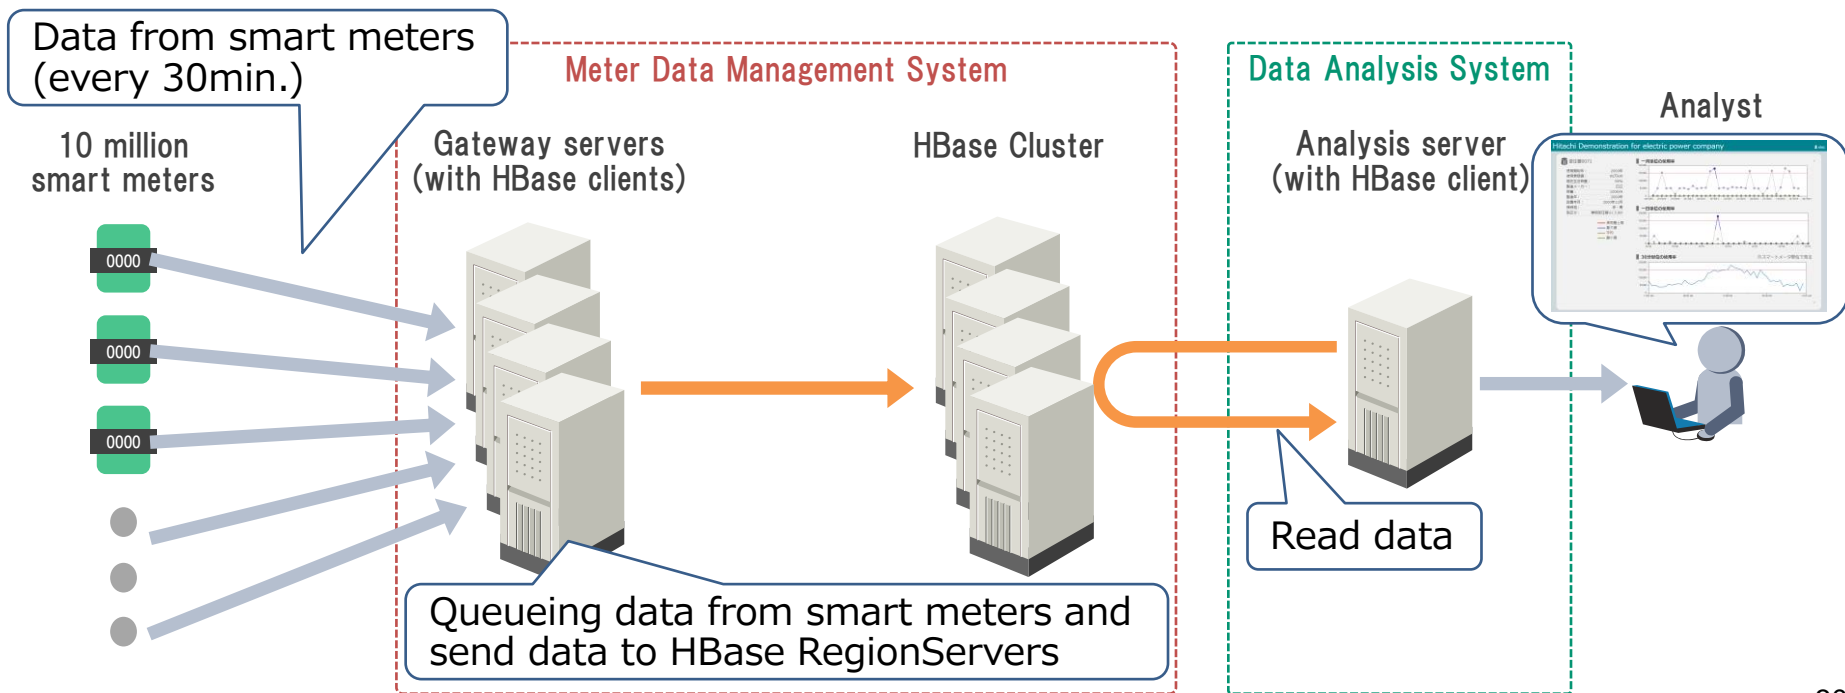 Data from smart meters
(every 30min.)
Meter Data Management System
Data Analysis System
Analyst
10 million
smart meters
Gateway servers
(with HBase clients)
HBase Cluster
Analysis server
(with HBase client)
Hitachi Demonstration for electric power company
0000
0000
0000
Read data
Queueing data from smart meters and
send data to HBase RegionServers